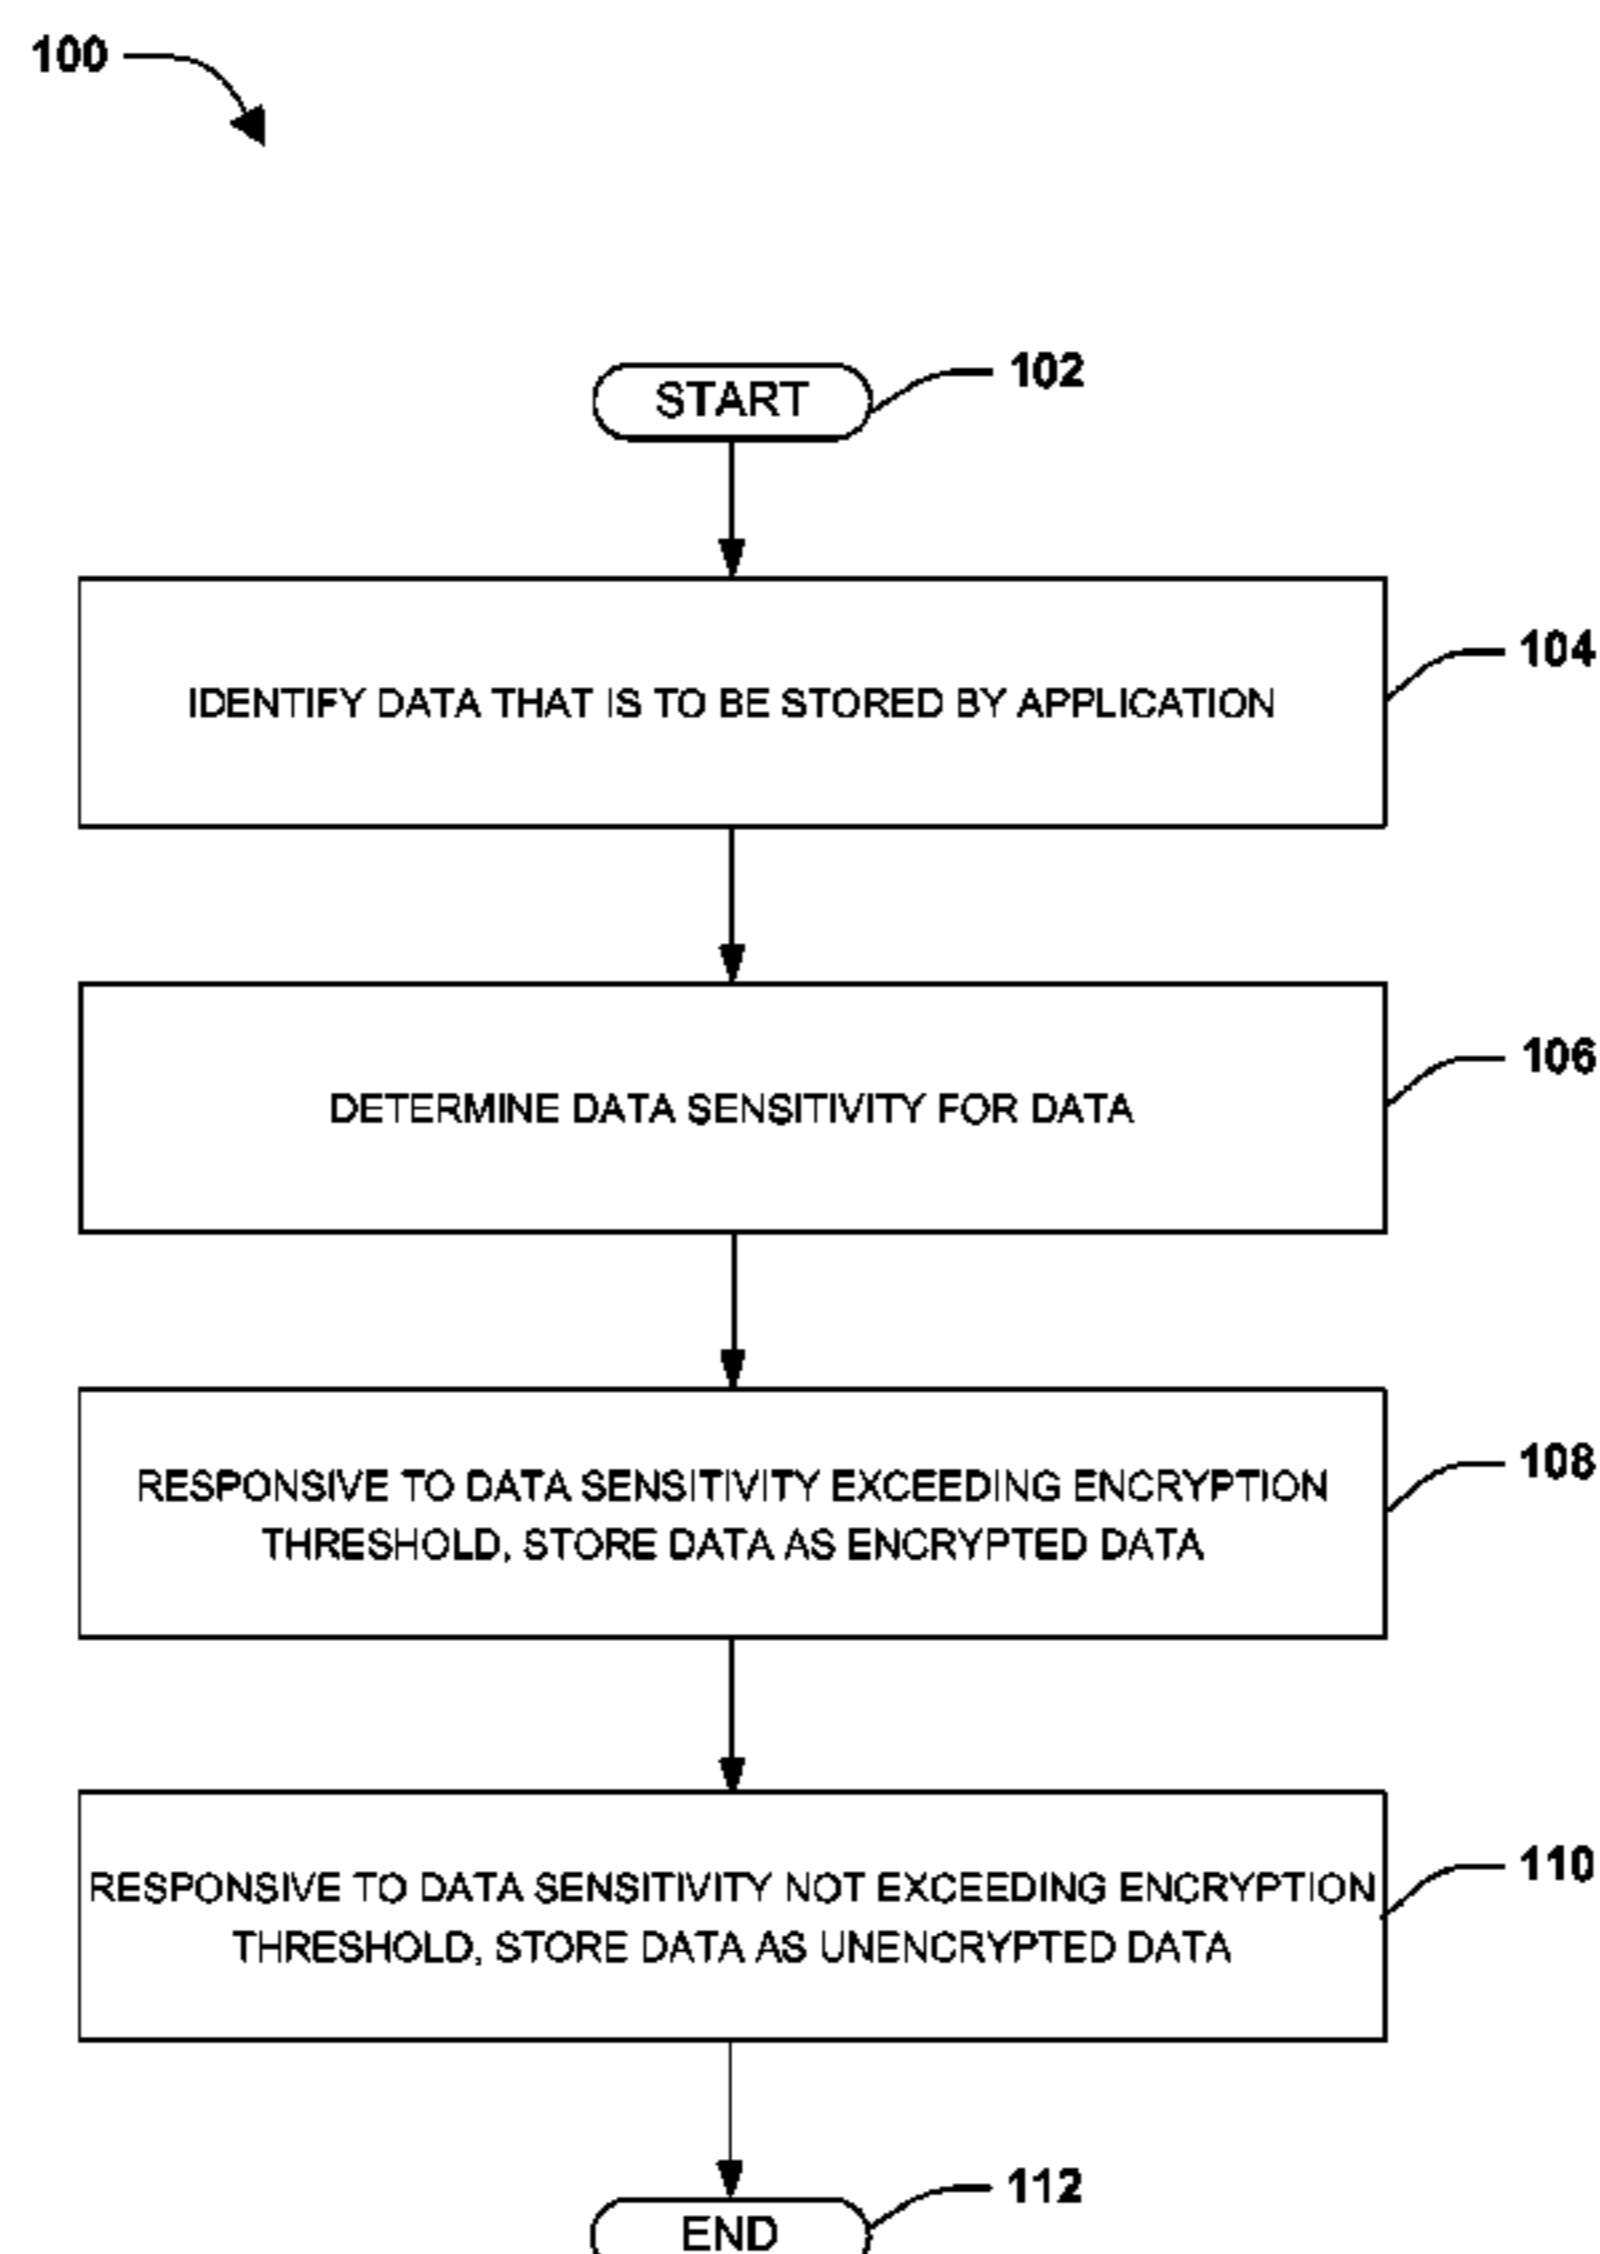 100
START
102
IDENTIFY DATA THAT IS TO BE STORED BY APPLICATION
104
DETERMINE DATA SENSITIVITY FOR DATA
106
RESPONSIVE TO DATA SENSITIVITY EXCEEDING ENCRYPTION
THRESHOLD, STORE DATA AS ENCRYPTED DATA
108
RESPONSIVE TO DATA SENSITIVITY NOT EXCEEDING ENCRYPTION
THRESHOLD, STORE DATA AS UNENCRYPTED DATA
110
END
112